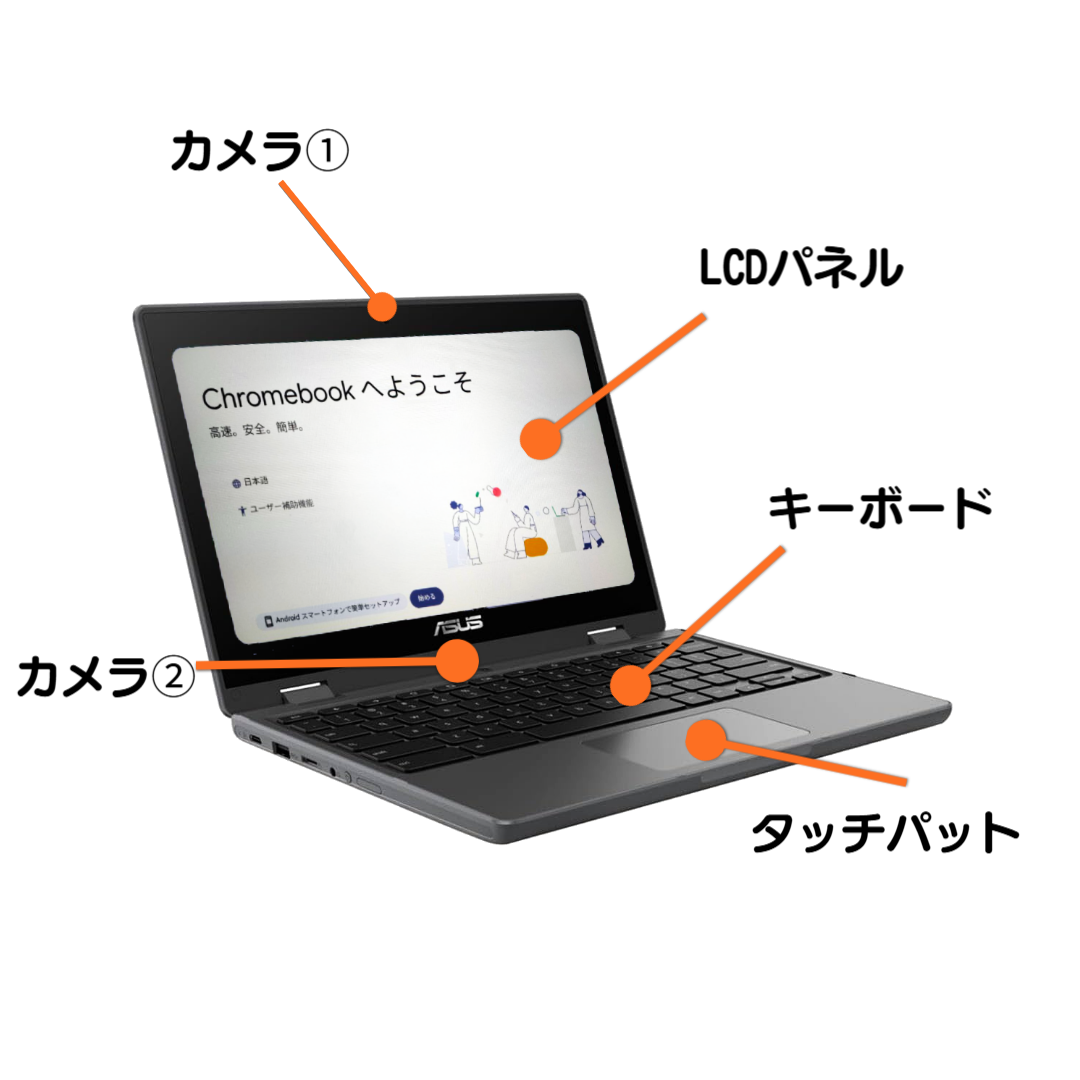 カメラ①
LCDパネル
Chromebook へようこそ
高速。安全。簡単。
日本語
ユーザー補助機能
キーボード
Android スマートフォンで簡単セットアップ
始める
ASUS
カメラ②
タッチパット